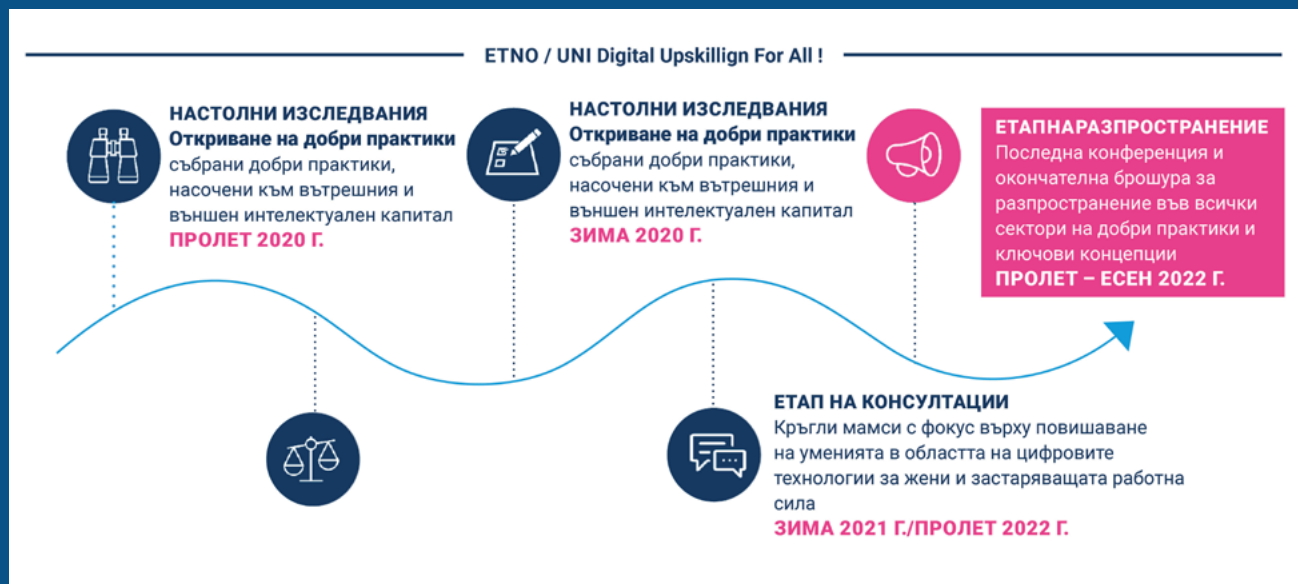 ETNO / UNI Digital Upskillign For All !
НАСТОЛНИ ИЗСЛЕДВАНИЯ
Откриване на добри практики
събрани добри практики,
насочени към вътрешния и
външен интелектуален капитал
ПРОЛЕТ 2020 Г.
НАСТОЛНИ ИЗСЛЕДВАНИЯ
Откриване на добри практики
събрани добри практики,
насочени към вътрешния и
външен интелектуален капитал
ЗИМА 2020 Г.
ЕТАПНАРАЗПРОСТРАНЕНИЕ
Последна конференция и
окончателна брошура за
разпространение във всички
сектори на добри практики и
ключови концепции
ПРОЛЕТ – ЕСЕН 2022 Г.
ЕТАП НА КОНСУЛТАЦИИ
Кръгли мамси с фокус върху повишаване
на уменията в областта на цифровите
технологии за жени и застаряващата работна
сила
ЗИМА 2021 Г./ПРОЛЕТ 2022 Г.